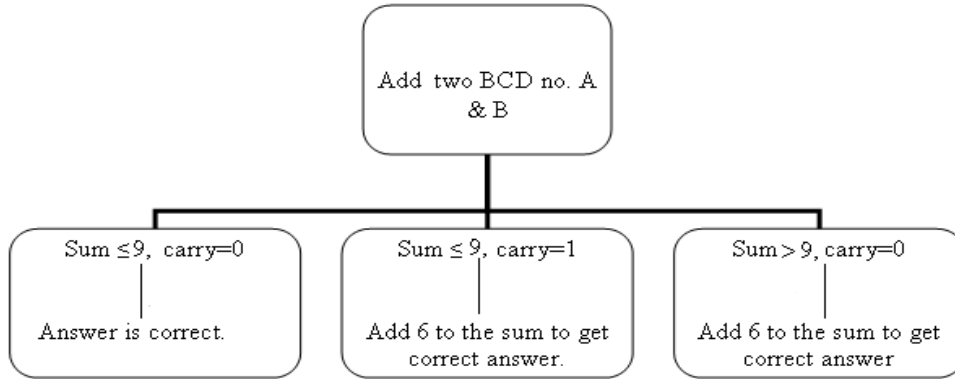 Add two BCD no. A
& B
Sum ≤ 9, carry=0
Answer is correct.
Sum ≤ 9, carry=1
Add 6 to the sum to get
correct answer.
Sum > 9, carry=0
Add 6 to the sum to get
correct answer